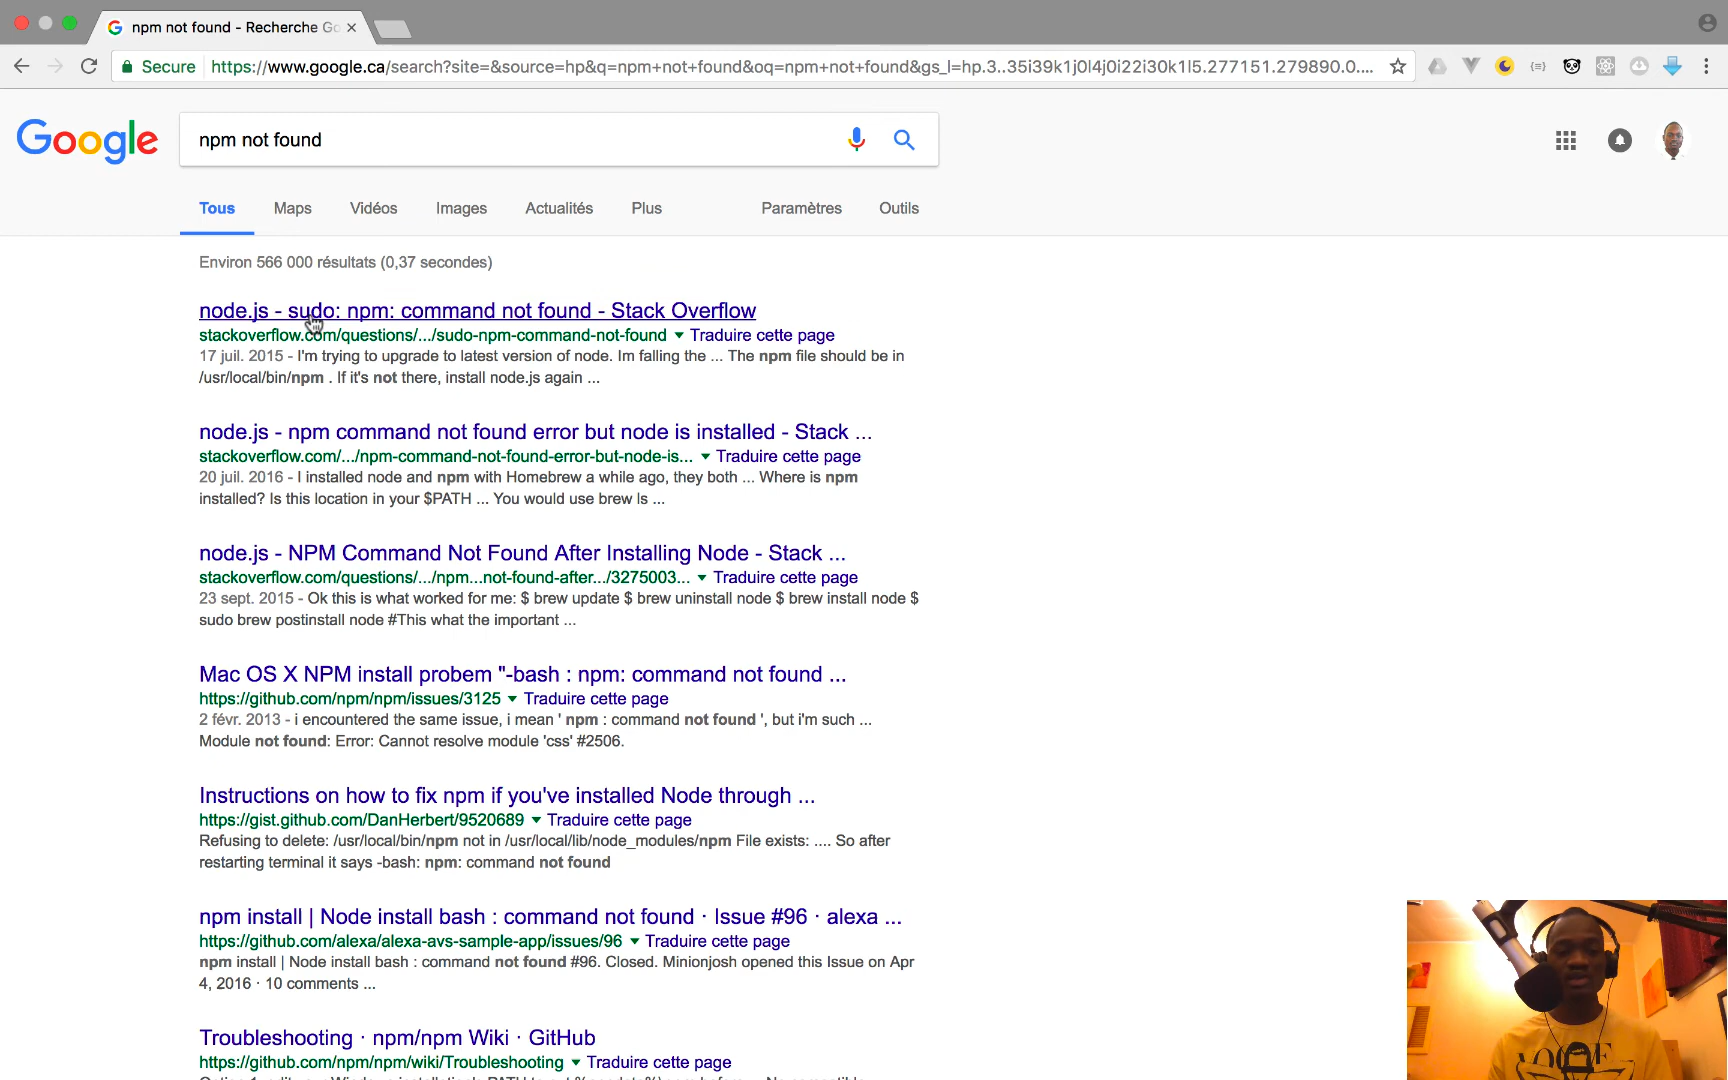 npm not found - Recherche Go
Secure
https://www.google.ca/search?site=&source=hp&q=npm+not+found&oq=npm+not+found&gs_l=hp.3..35i39k1j0l4j0i22i30k1l5.277151.279890.0....
Google
npm not found
Tous Maps Vidéos Images Actualités Plus Paramètres Outils
Environ 566 000 résultats (0,37 secondes)
node.js - sudo: npm: command not found - Stack Overflow
stackoverflow.com/questions/.../sudo-npm-command-not-found Traduire cette page
17 juil. 2015 - I'm trying to upgrade to latest version of node. Im falling the ... The npm file should be in
/usr/local/bin/npm . If it's not there, install node.js again ...
node.js - npm command not found error but node is installed - Stack ...
stackoverflow.com/.../npm-command-not-found-error-but-node-is... Traduire cette page
20 juil. 2016 - I installed node and npm with Homebrew a while ago, they both ... Where is npm
installed? Is this location in your $PATH ... You would use brew ls ...
node.js - NPM Command Not Found After Installing Node - Stack ...
stackoverflow.com/questions/.../npm...not-found-after.../3275003... Traduire cette page
23 sept. 2015 - Ok this is what worked for me: $ brew update $ brew uninstall node $ brew install node $
sudo brew postinstall node #This what the important ...
Mac OS X NPM install probem "-bash : npm: command not found ...
https://github.com/npm/npm/issues/3125 Traduire cette page
2 févr. 2013 - i encountered the same issue, i mean ' npm : command not found ', but i'm such ...
Module not found: Error: Cannot resolve module 'css' #2506.
Instructions on how to fix npm if you've installed Node through ...
https://gist.github.com/DanHerbert/9520689 Traduire cette page
Refusing to delete: /usr/local/bin/npm not in /usr/local/lib/node_modules/npm File exists: .... So after
restarting terminal it says -bash: npm: command not found
npm install | Node install bash : command not found · Issue #96 · alexa ...
https://github.com/alexa/alexa-avs-sample-app/issues/96 Traduire cette page
npm install | Node install bash : command not found #96. Closed. Minionjosh opened this Issue on Apr
4, 2016 · 10 comments ...
Troubleshooting · npm/npm Wiki · GitHub
https://github.com/npm/npm/wiki/Troubleshooting Traduire cette page